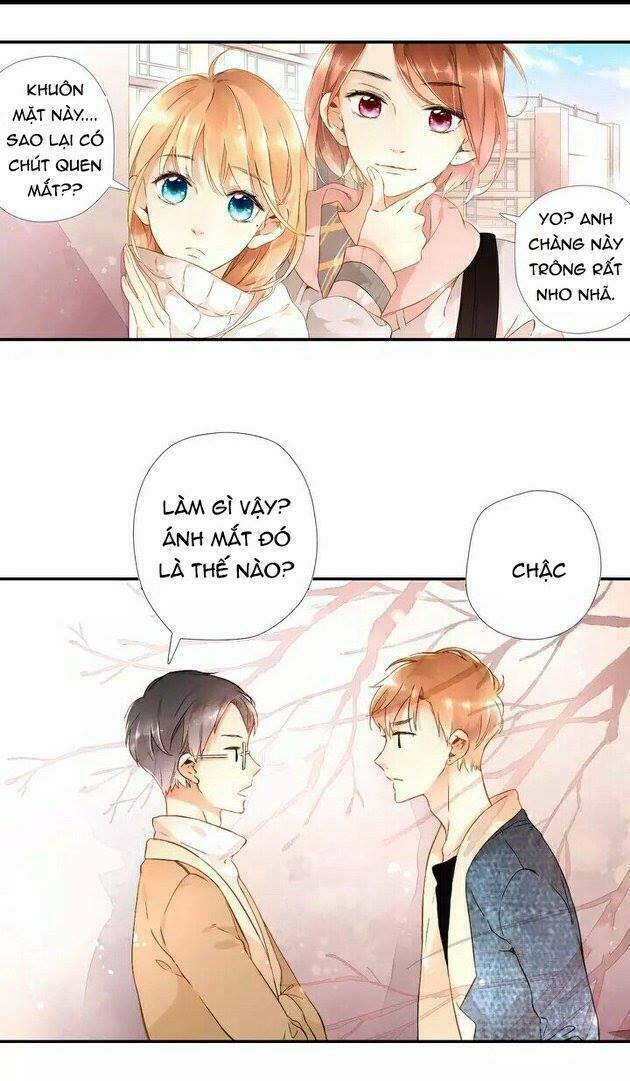 KHUÔN
MẶT NÀY....
SAO LẠI CÓ
CHÚT QUEN
MẮT??
YO? ANH
CHÀNG NÀY
TRÔNG RẤT
NHO NHÃ.
LÀM GÌ VẬY?
ÁNH MẮT ĐÓ
LÀ THẾ NÀO?
CHẬC